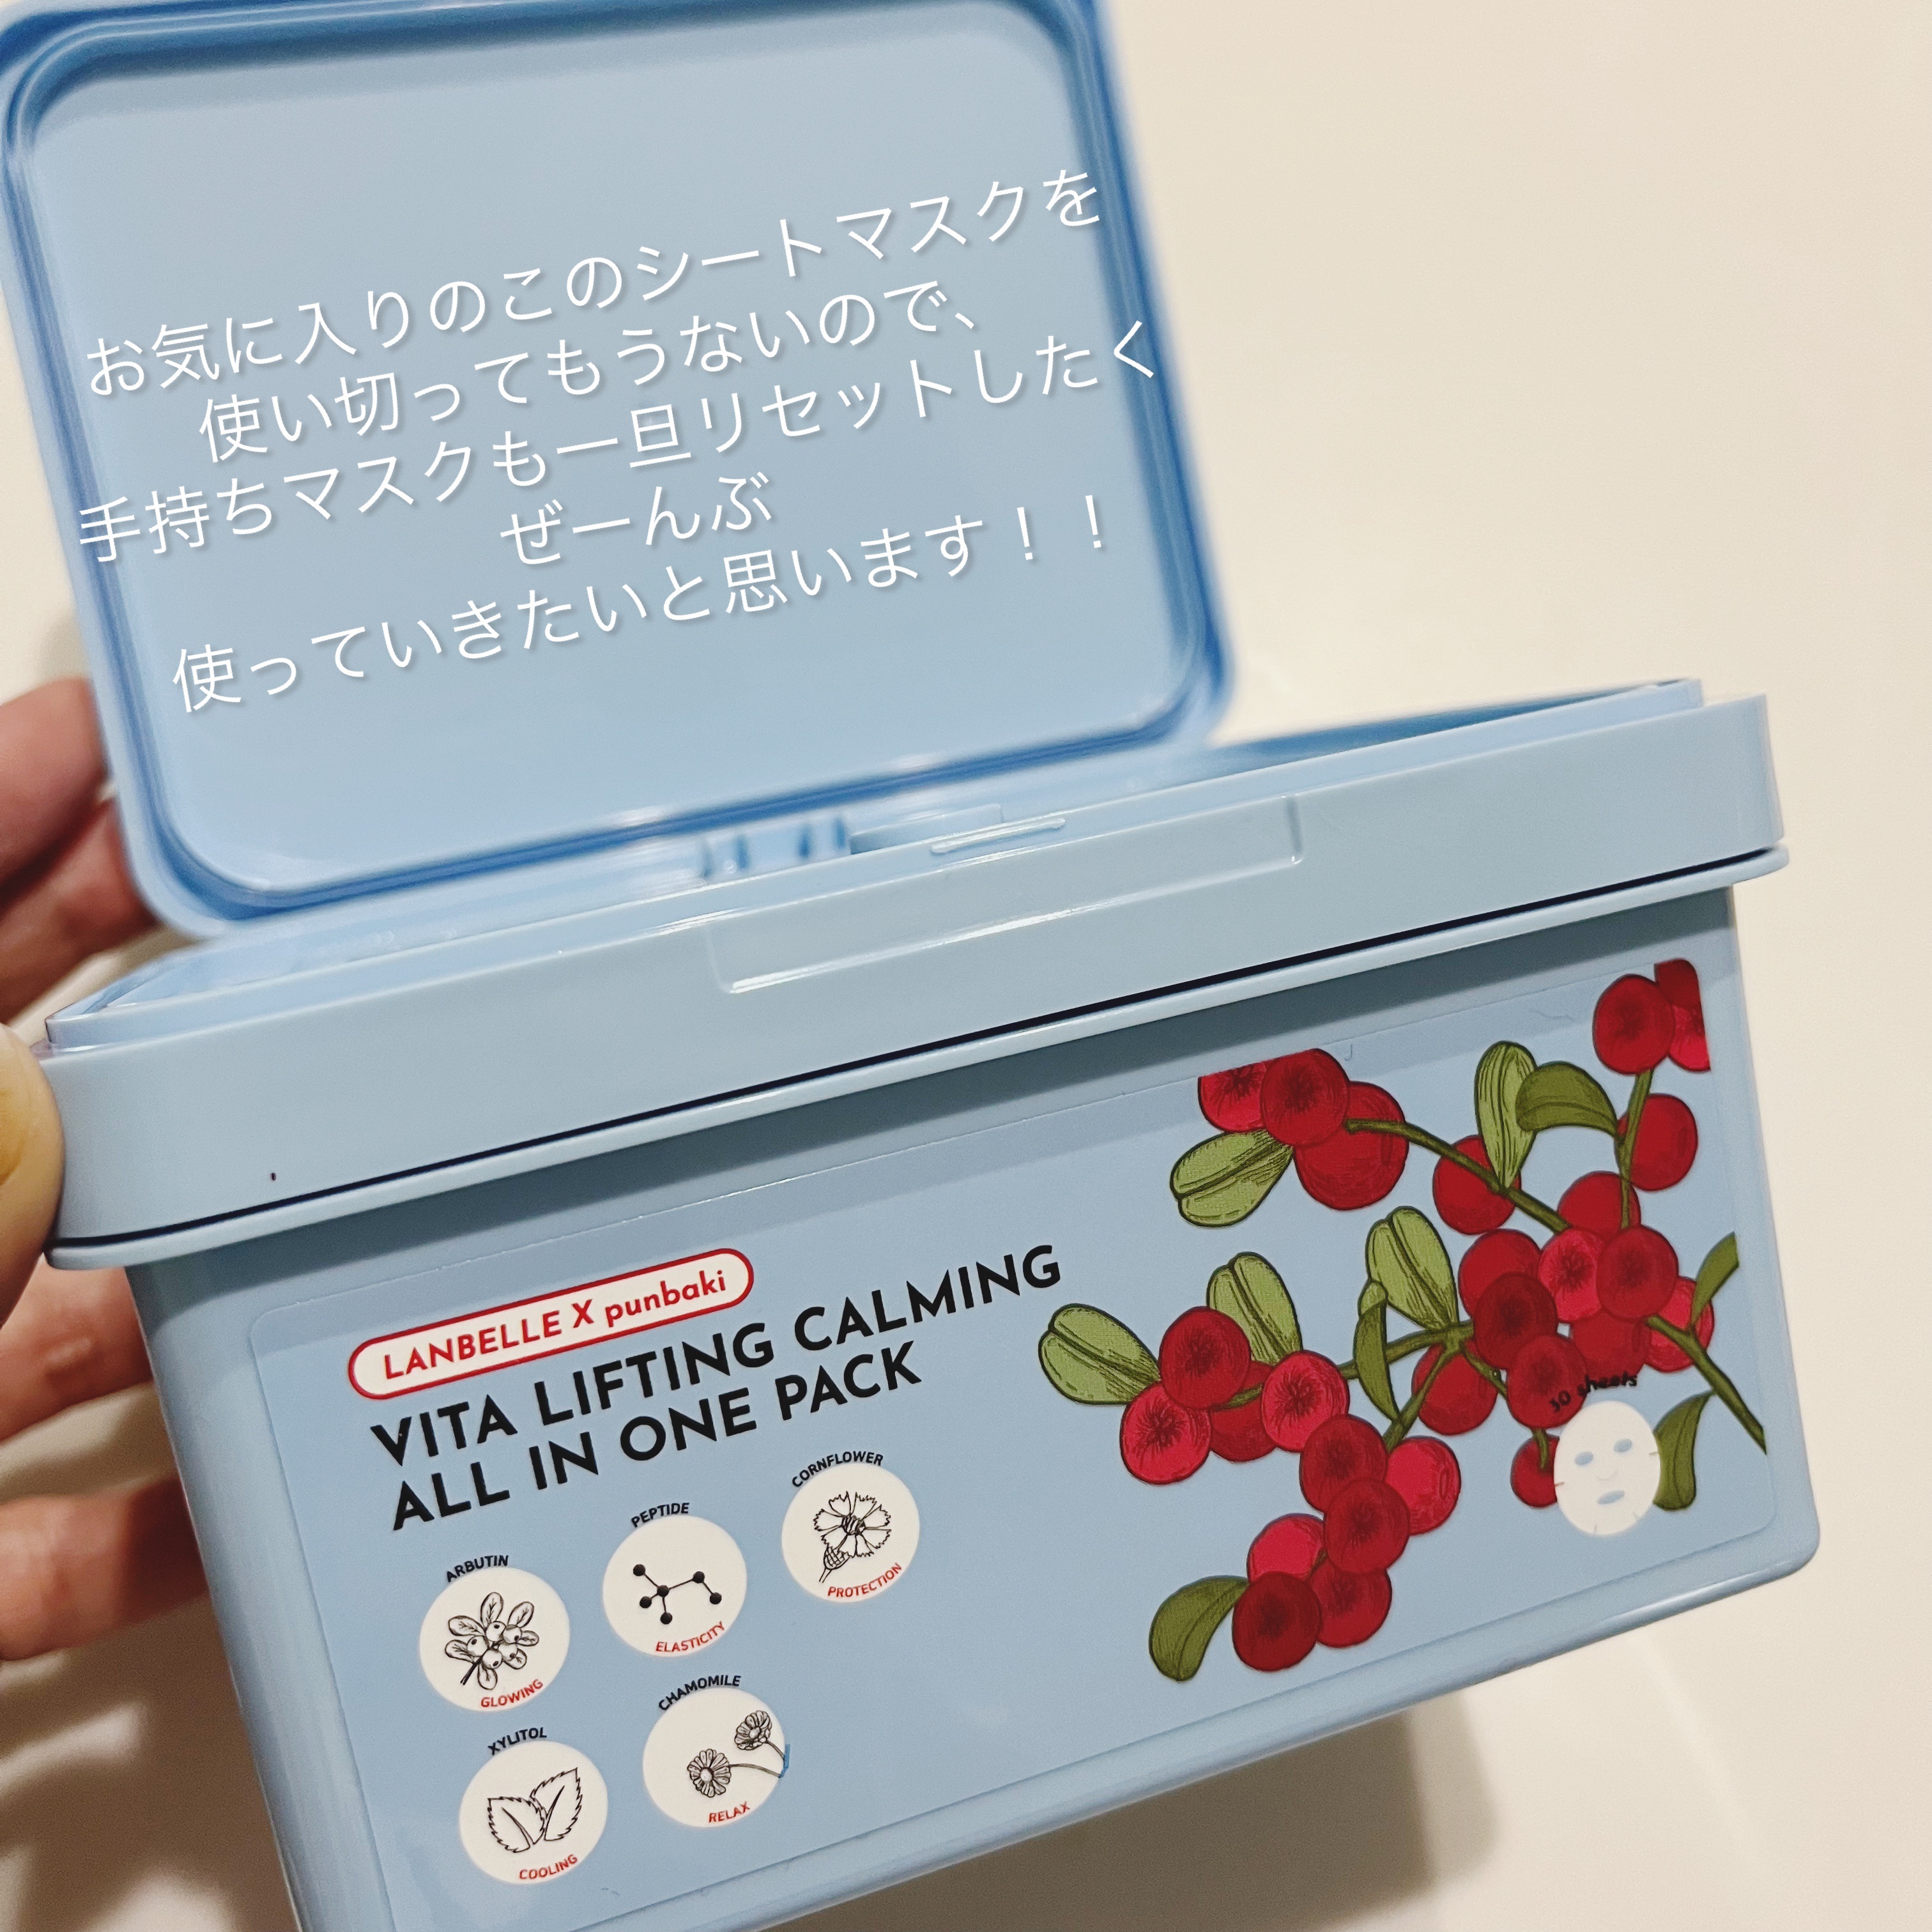 お気に入りのこのシートマスクを
使い切ってもうないので、
手持ちマスクも一旦リセットしたく
ぜーんぶ
使っていきたいと思います！！
LANBELLE X punbaki
VITA LIFTING CALMING
ALL IN ONE PACK
ARBUTIN
GLOWING
PEPTIDE
ELASTICITY
CORNFLOWER
PROTECTION
XYLITOL
COOLING
CHAMOMILE
RELAX
30 sheets